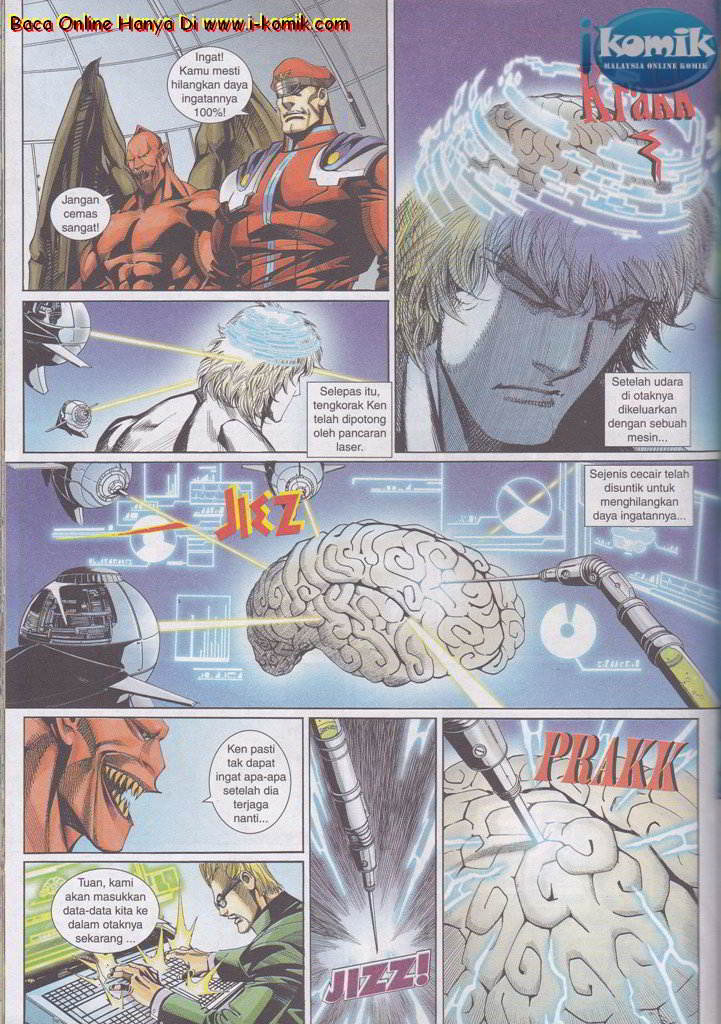 Baca Online Hanya Di www.i-komik.com
ikomik
MALAYSIA ONLINE KOMIK
Ingat!
Kamu mesti
hilangkan daya
ingatannya
100%!
Jangan
cemas
sangat!
Krakk
Setelah udara
di otaknya
dikeluarkan
dengan sebuah
mesin...
Selepas itu,
tengkorak Ken
telah dipotong
oleh pancaran
laser.
JIEZ
Sejenis cecair telah
disuntik untuk
menghilangkan
daya ingatannya...
Ken pasti
tak dapat
ingat apa-apa
setelah dia
terjaga
nanti...
Tuan, kami
akan masukkan
data-data kita ke
dalam otaknya
sekarang ...
JIZZ!
PRAKK